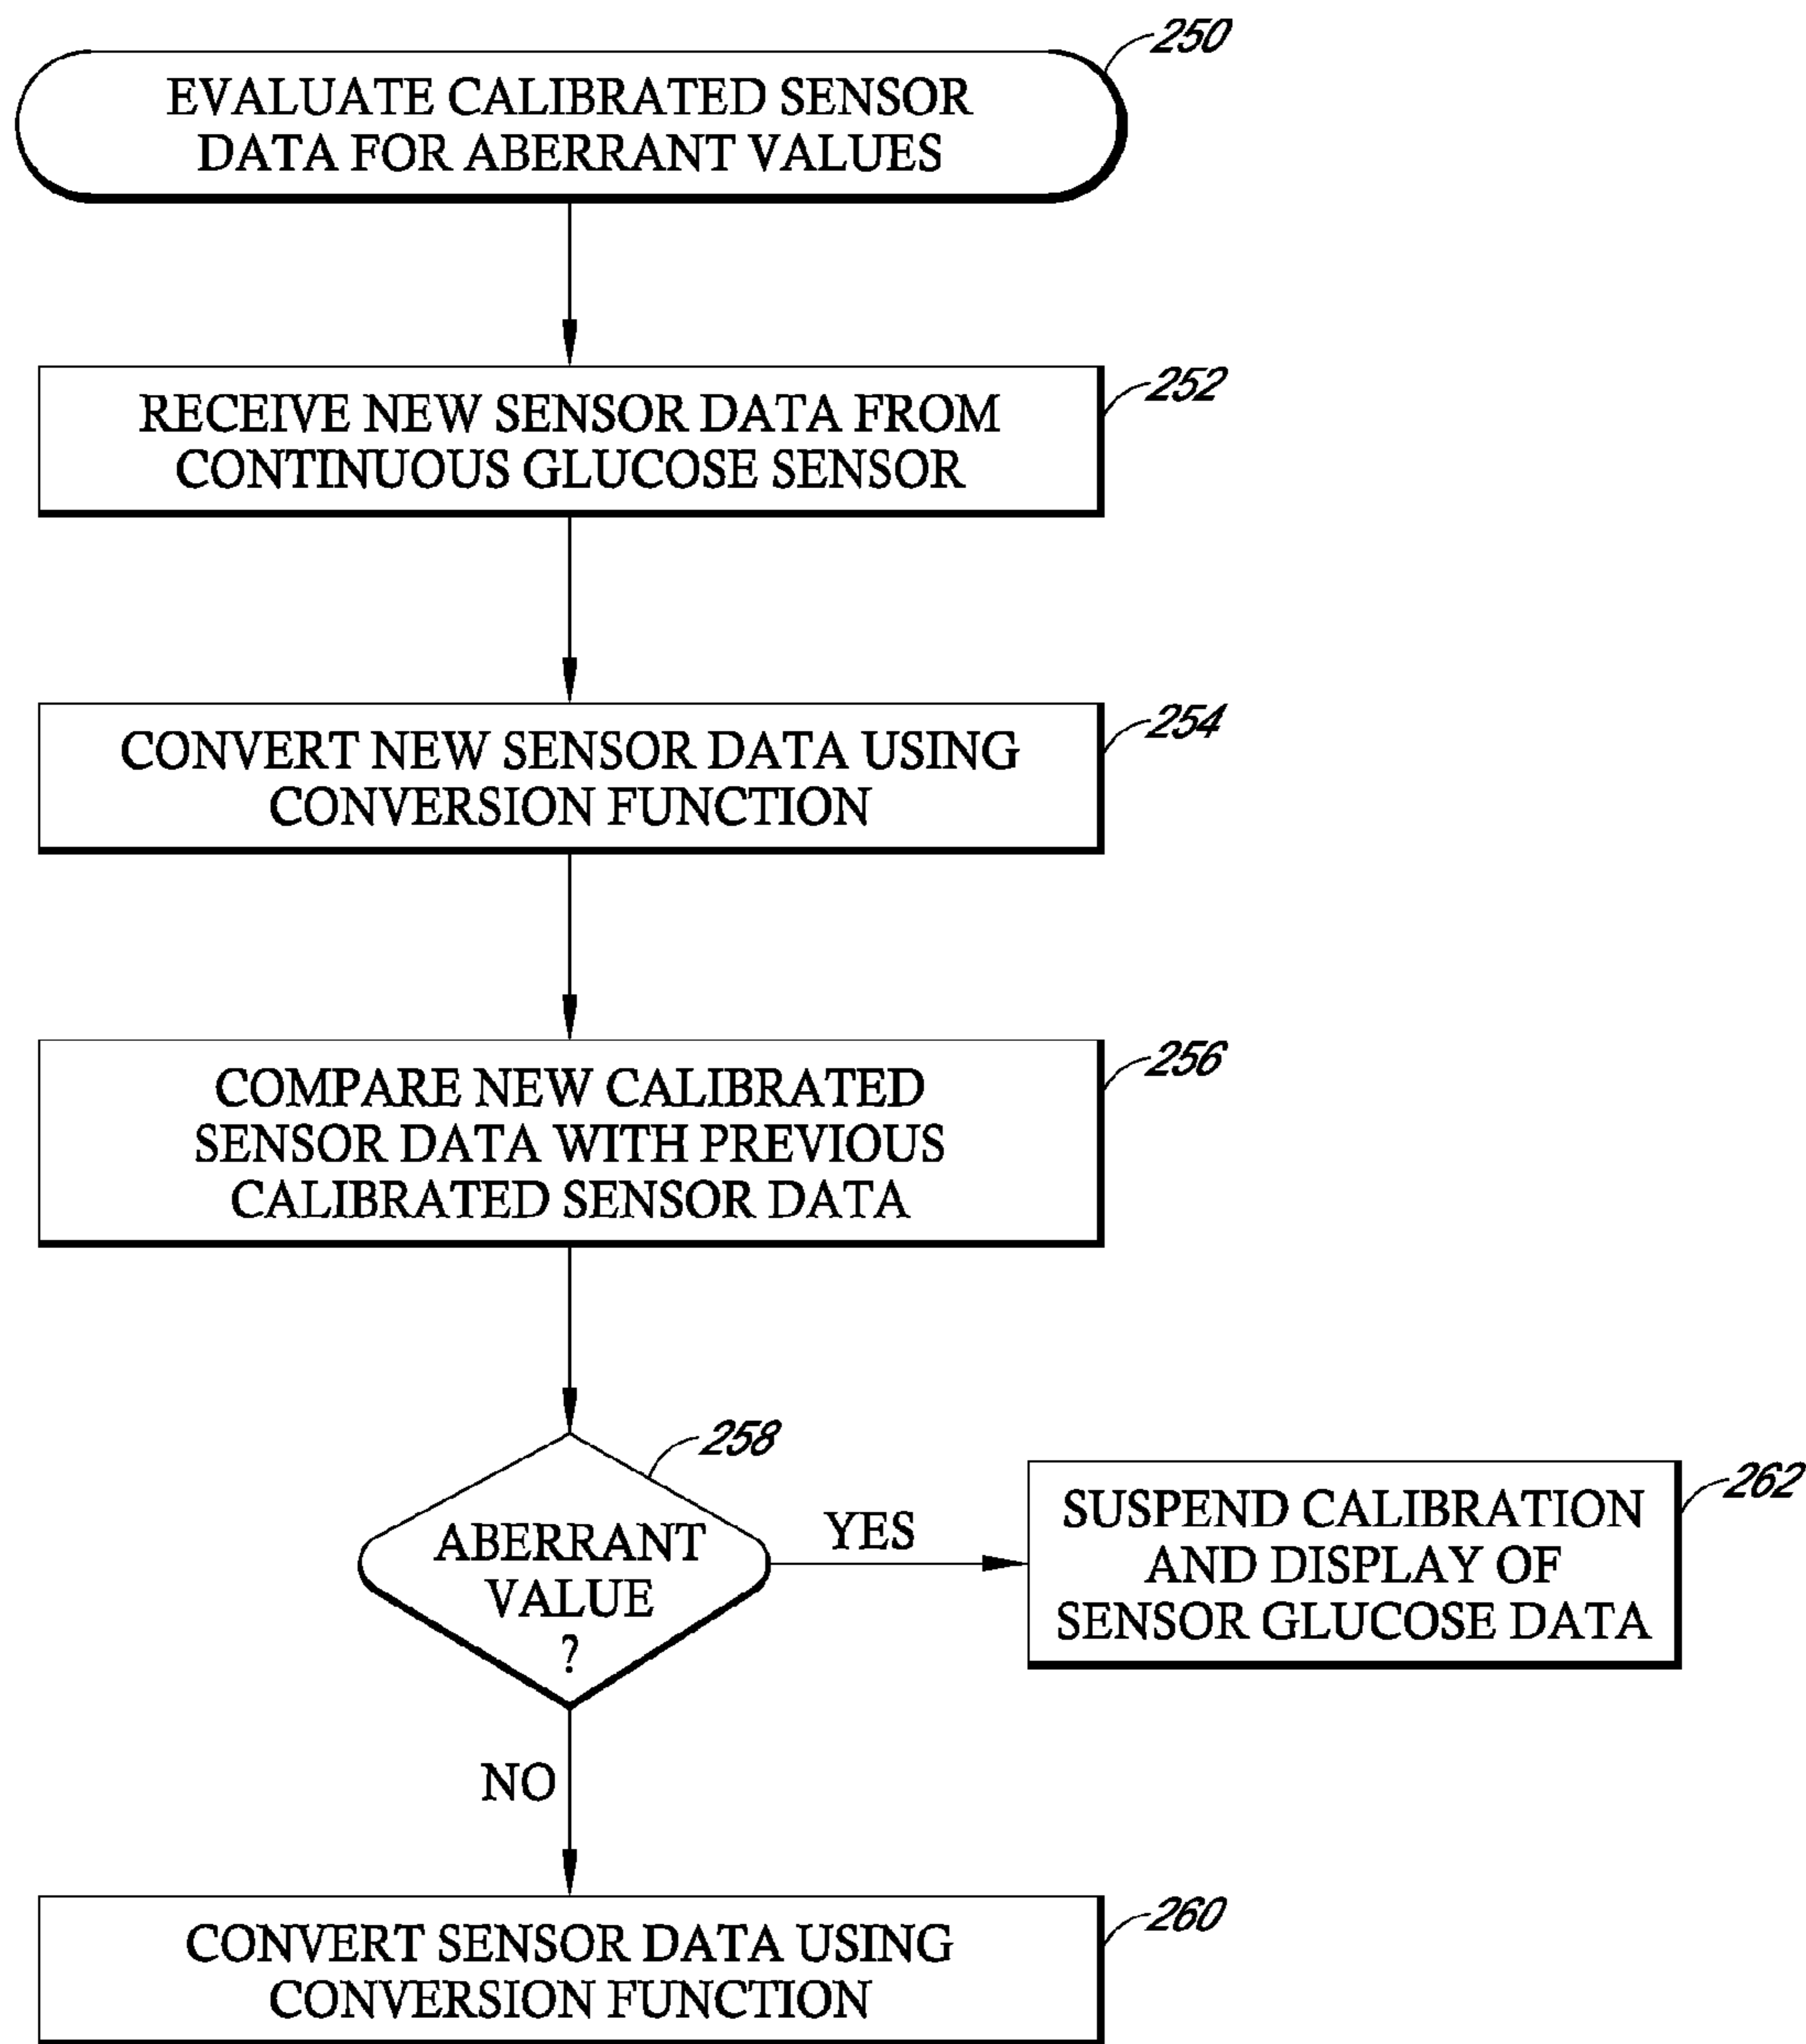 250
EVALUATE CALIBRATED SENSOR
DATA FOR ABERRANT VALUES
252
RECEIVE NEW SENSOR DATA FROM
CONTINUOUS GLUCOSE SENSOR
254
CONVERT NEW SENSOR DATA USING
CONVERSION FUNCTION
256
COMPARE NEW CALIBRATED
SENSOR DATA WITH PREVIOUS
CALIBRATED SENSOR DATA
258
ABERRANT
VALUE
?
YES
262
SUSPEND CALIBRATION
AND DISPLAY OF
SENSOR GLUCOSE DATA
NO
260
CONVERT SENSOR DATA USING
CONVERSION FUNCTION